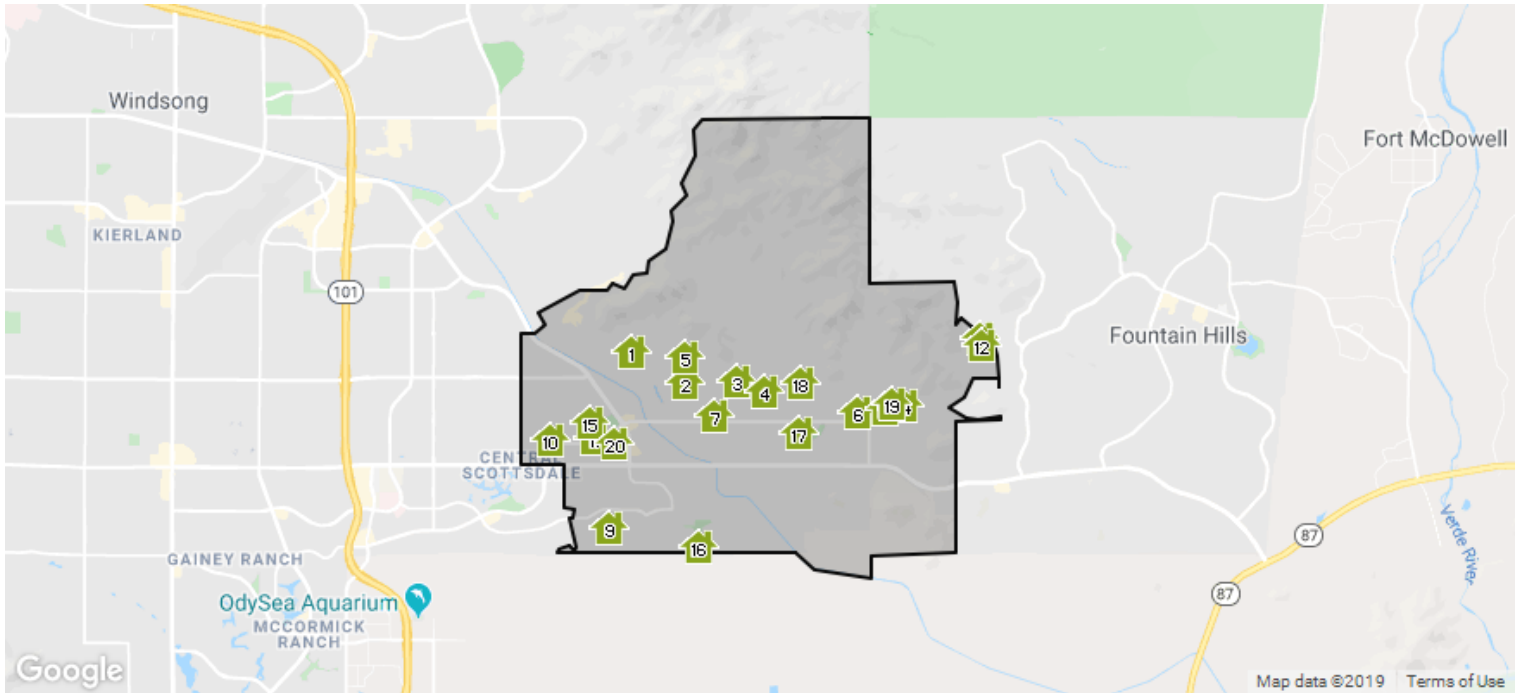 Windsong
Fort McDowell
KIERLAND
101
Fountain Hills
12
1
5
2
3
4
18
6
19
7
17
15
10
20
CENTRAL
SCOTTSDALE
9
16
GAINEY RANCH
87
Verde River
87
OdySea Aquarium
MCCORMICK
RANCH
Google
Map data ©2019
Terms of Use